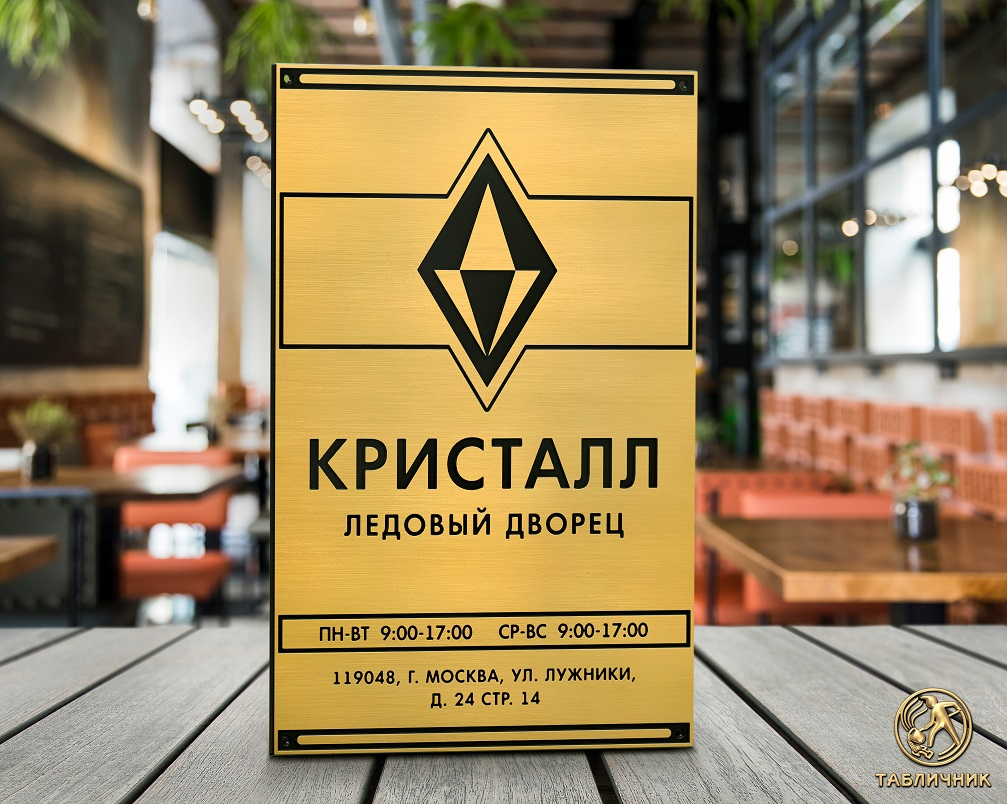 КРИСТАЛЛ
ЛЕДОВЫЙ ДВОРЕЦ
ПН-ВТ 9:00-17:00 СР-ВС 9:00-17:00
119048, Г. МОСКВА, УЛ. ЛУЖНИКИ,
Д. 24 СТР. 14
ТАБЛИЧНИК